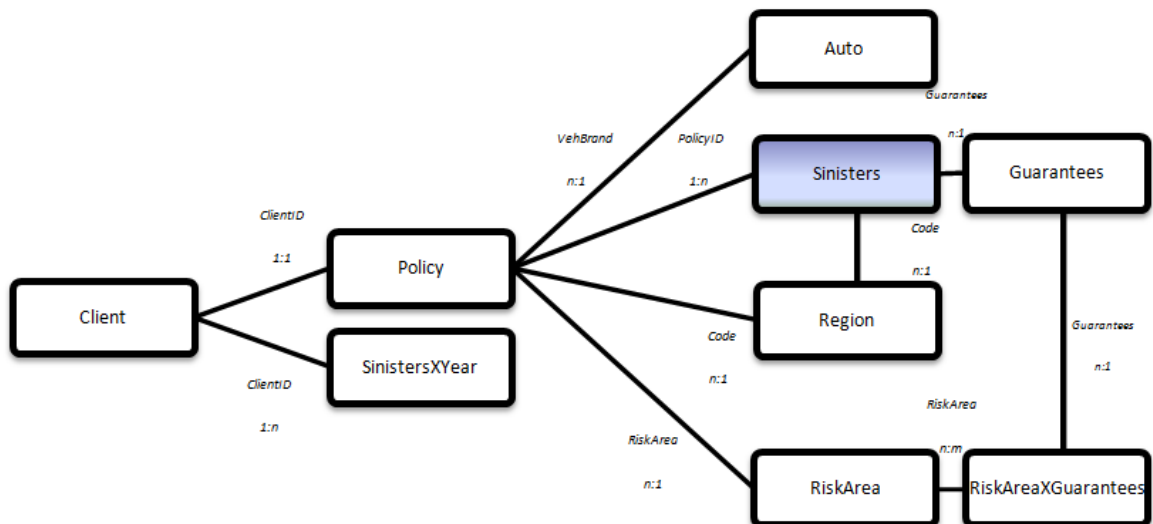 Auto
Guarantees
n:1
VehBrand
n:1
PolicyID
1:n
Sinisters
Guarantees
ClientID
1:1
Policy
Code
n:1
Client
Region
SinistersXYear
Code
n:1
Guarantees
n:1
ClientID
1:n
RiskArea
n:m
RiskArea
n:1
RiskArea
RiskAreaXGuarantees